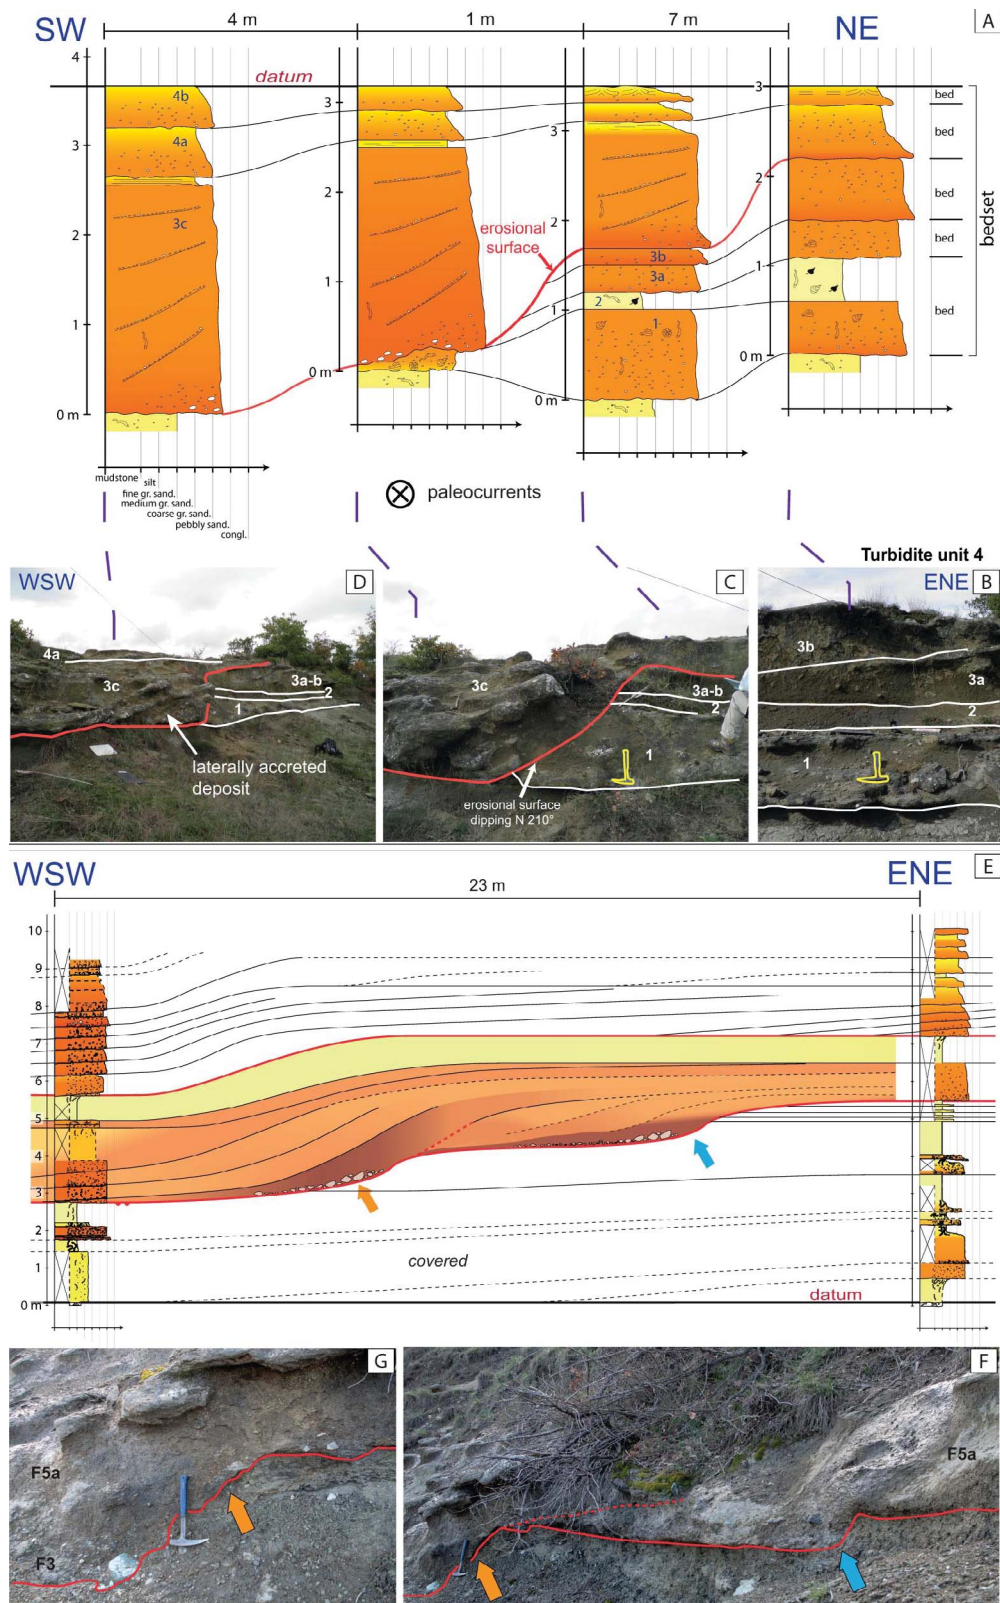 SW
4 m
1 m
7 m
NE
A
datum
4
3
2
1
0 m
4b
4a
3c
3
2
1
0 m
erosional
surface
3
2
1
0 m
3b
3a
2
1
3
2
1
0 m
bed
bed
bed
bed
bed
bedset
mudstone
silt
fine gr. sand.
medium gr. sand.
coarse gr. sand.
pebbly sand.
congl.
paleocurrents
Turbidite unit 4
WSW
D
4a
3c
3a-b
2
1
laterally accreted
deposit
C
3c
3a-b
2
1
erosional surface
dipping N 210°
ENE
B
3b
3a
2
1
WSW
23 m
ENE
E
10
9
8
7
6
5
4
3
2
1
0 m
covered
datum
G
F5a
F3
F
F5a